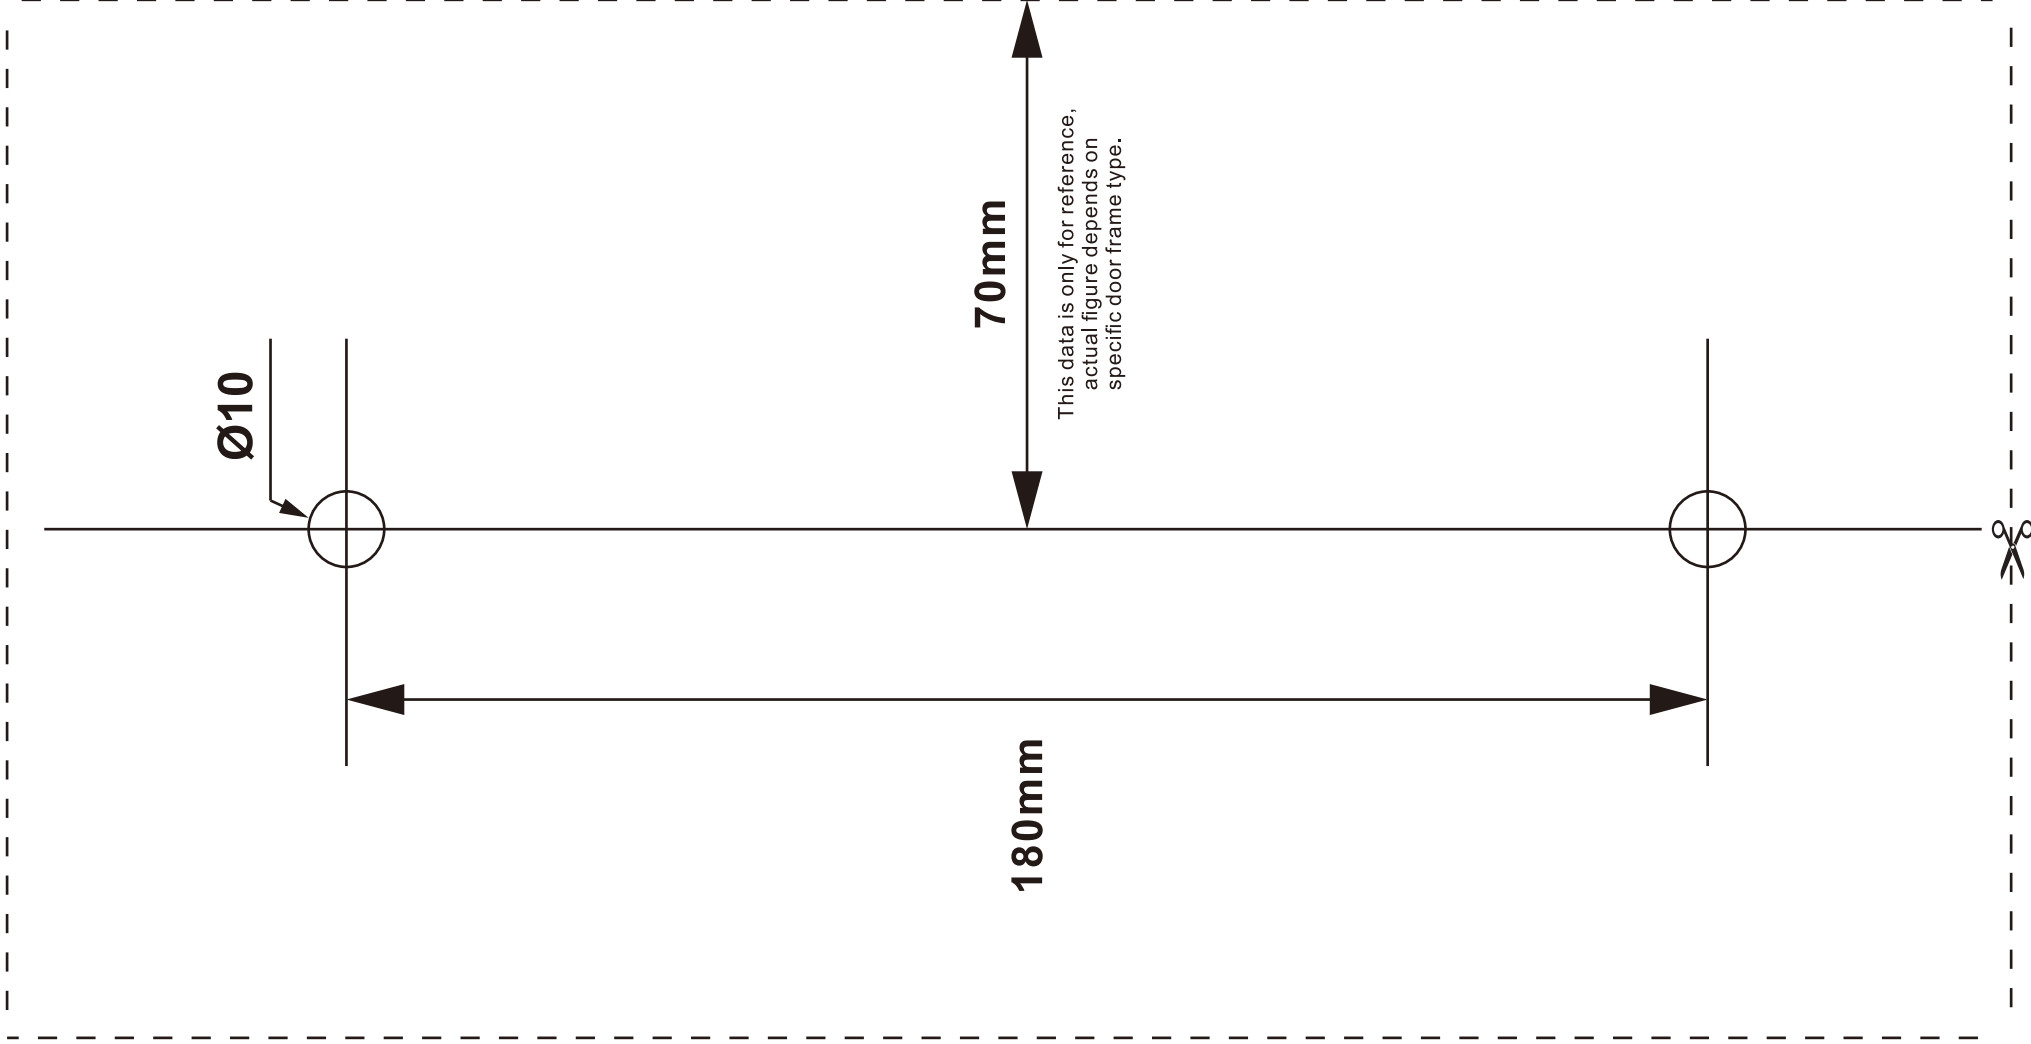 70mm
This data is only for reference,
actual figure depends on
specific door frame type.
Ø10
180mm